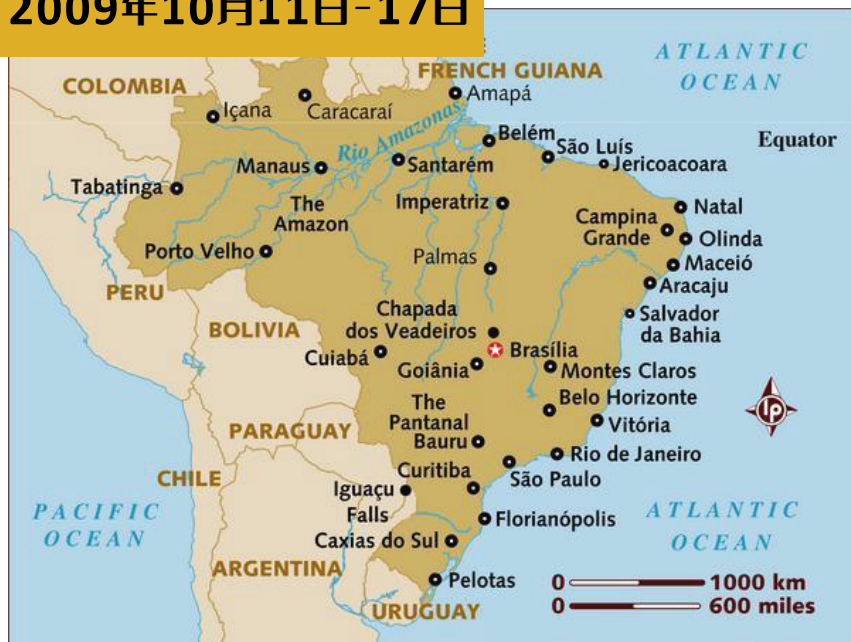 2009年10月11日-17日
ATLANTIC
OCEAN
COLOMBIA
FRENCH GUIANA
Amapá
Içana
Caracaraí
Rio Amazonas
Belém
São Luís
Equator
Jericoacoara
Manaus
Santarém
Tabatinga
The
Amazon
Imperatriz
Natal
Campina
Grande
Olinda
Porto Velho
Palmas
Maceió
Aracaju
PERU
Chapada
dos Veadeiros
Salvador
da Bahia
BOLIVIA
Cuiabá
Brasília
Goiânia
Montes Claros
The
Pantanal
Belo Horizonte
Vitória
PARAGUAY
Bauru
Rio de Janeiro
CHILE
Curitiba
São Paulo
Iguaçu
Falls
PACIFIC
OCEAN
Florianópolis
ATLANTIC
OCEAN
Caxias do Sul
ARGENTINA
Pelotas
URUGUAY
0 1000 km
0 600 miles
lp